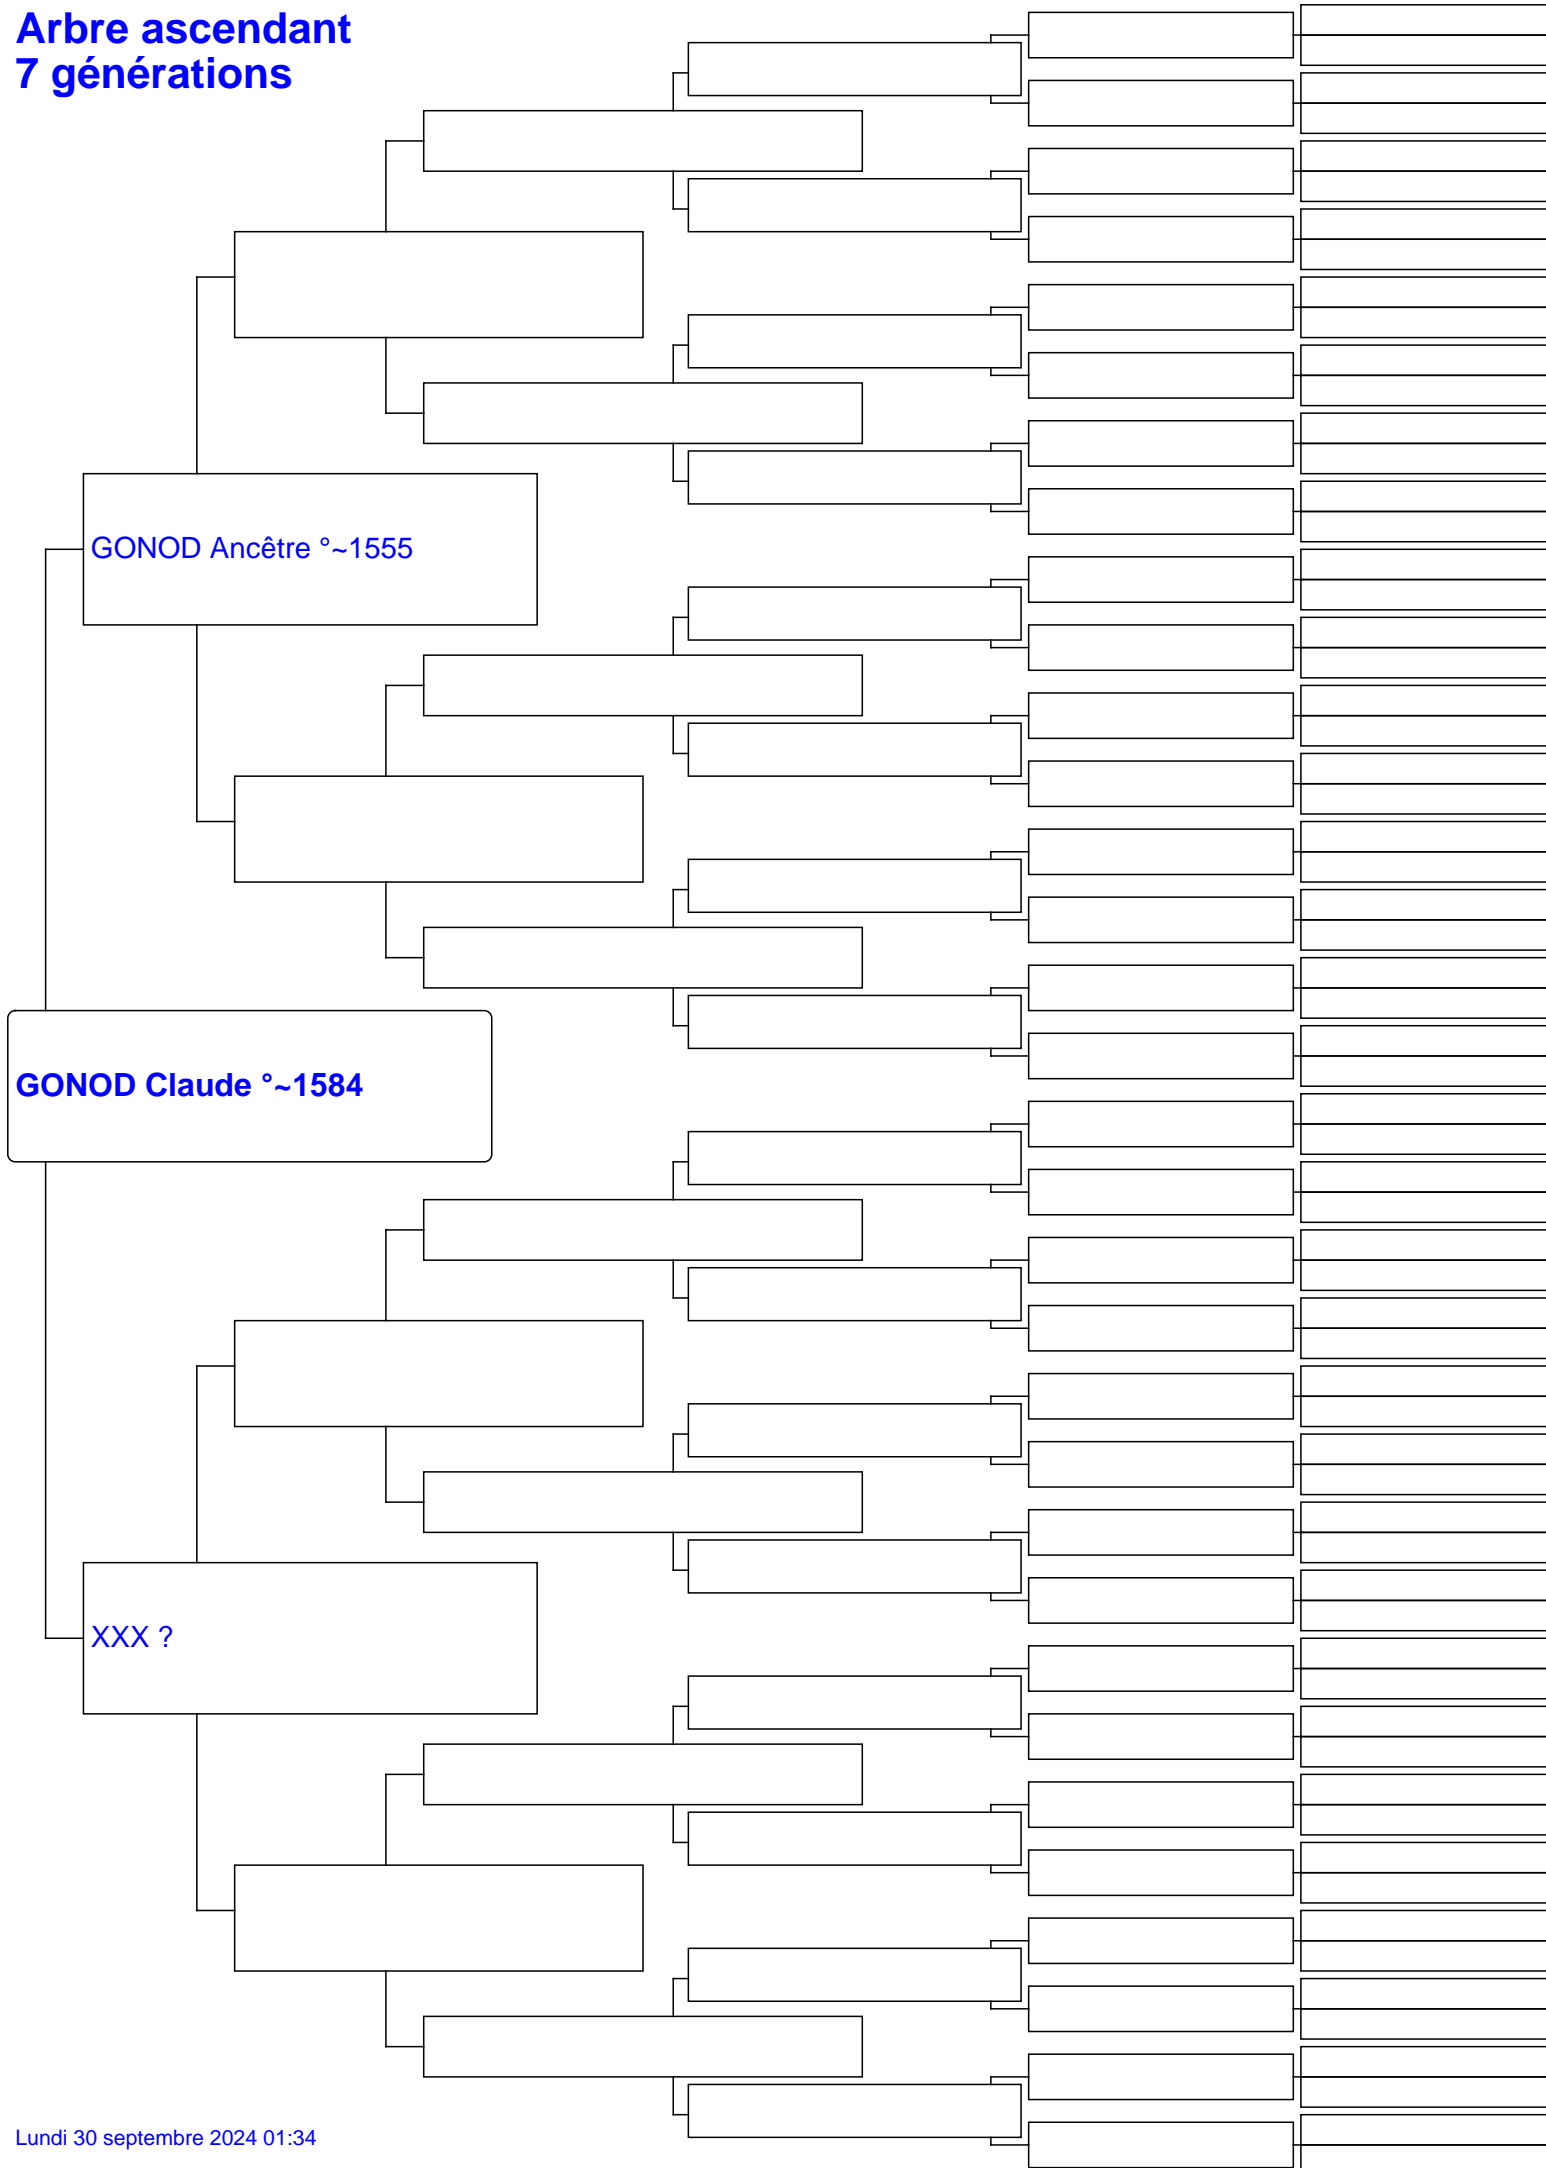 Arbre ascendant
7 générations
GONOD Ancêtre °~1555
GONOD Claude °~1584
XXX ?
Lundi 30 septembre 2024 01:34